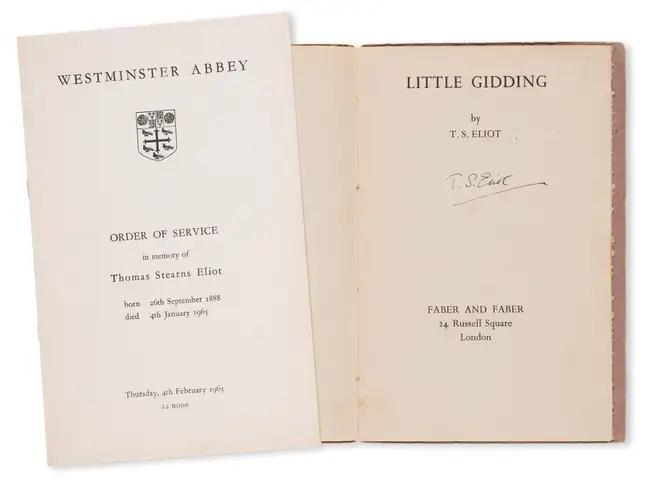 WESTMINSTER ABBEY
ORDER OF SERVICE
in memory of
Thomas Stearns Eliot
born 26th September 1888
died 4th January 1965
Thursday, 4th February 1965
12 noon
LITTLE GIDDING
by
T. S. ELIOT
T. S. Eliot
FABER AND FABER
24 Russell Square
London